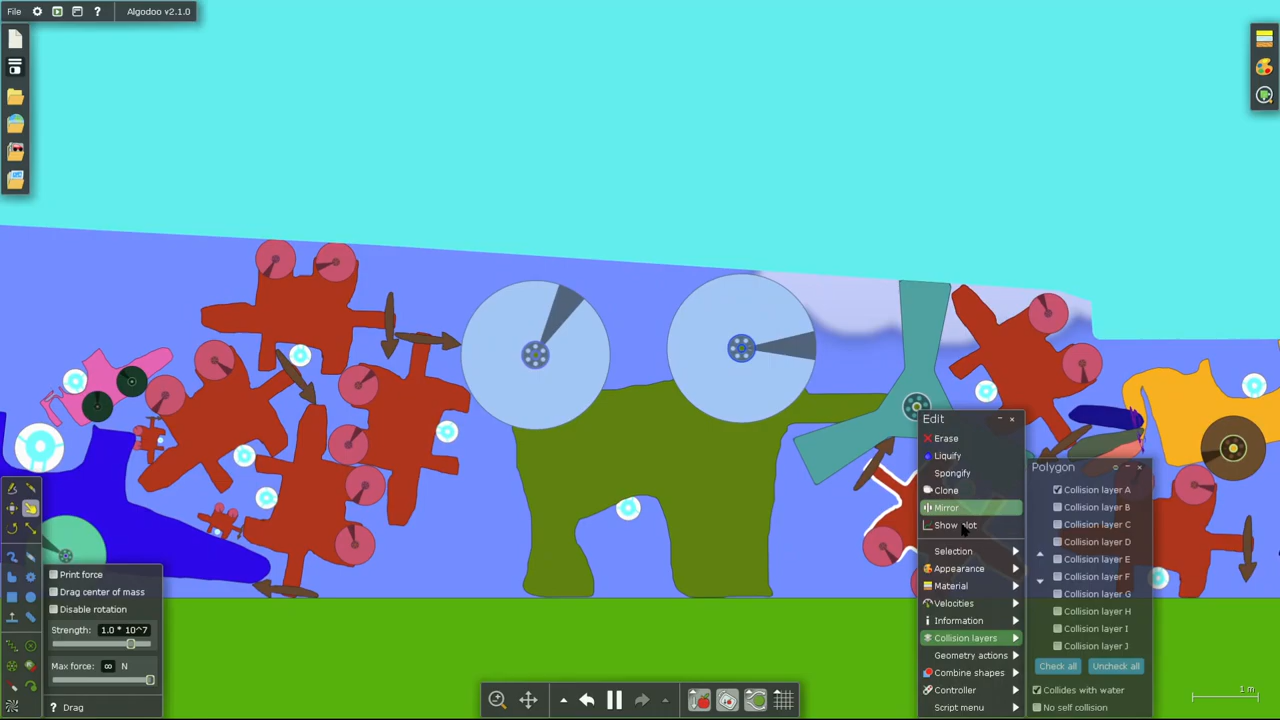 File ? Algodoo v2.1.0
Print force
Drag center of mass
Disable rotation
Strength: 1.0 * 10^7
Max force: ∞ N
? Drag
Edit
Erase
Liquify
Spongify
Clone
Mirror
Show plot
Selection
Appearance
Material
Velocities
Information
Collision layers
Geometry actions
Combine shapes
Controller
Script menu
Polygon
Collision layer A
Collision layer B
Collision layer C
Collision layer D
Collision layer E
Collision layer F
Collision layer G
Collision layer H
Collision layer I
Collision layer J
Check all Uncheck all
Collides with water
No self collision
1 m